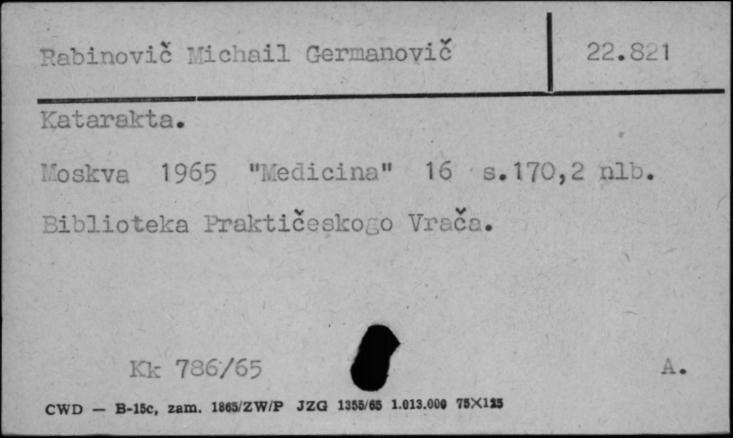 Rabinovič Michail Germanovič 22.821
Katarakta.
Moskva 1965 "Medicina" 16 s.170,2 nlb.
Biblioteka Praktičeskogo Vrača.
Kk 786/65 A.
CWD — B-15c, zam. 1865/ZW/P JZG 1355/65 1.013.000 75X125